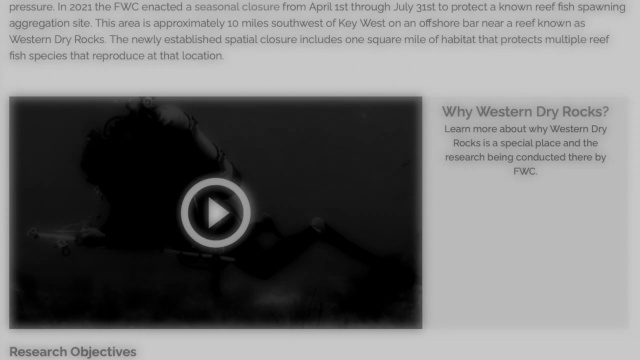 pressure. In 2021 the FWC enacted a seasonal closure from April 1st through July 31st to protect a known reef fish spawning
aggregation site. This area is approximately 10 miles southwest of Key West on an offshore bar near a reef known as
Western Dry Rocks. The newly established spatial closure includes one square mile of habitat that protects multiple reef
fish species that reproduce at that location.
Why Western Dry Rocks?
Learn more about why Western Dry
Rocks is a special place and the
research being conducted there by
FWC.
Research Objectives